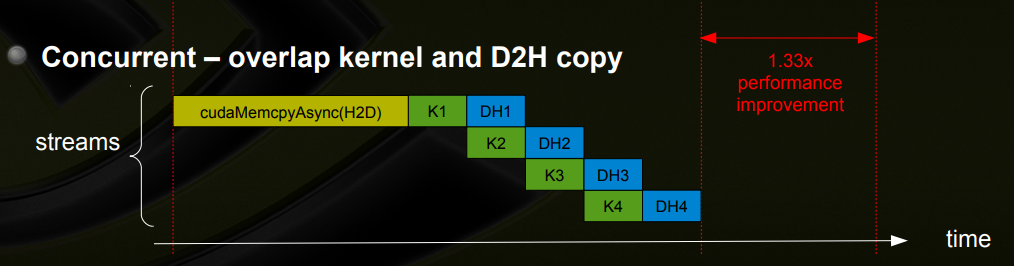 Concurrent – overlap kernel and D2H copy
1.33x
performance
improvement
streams
cudaMemcpyAsync(H2D) K1 DH1
K2 DH2
K3 DH3
K4 DH4
time